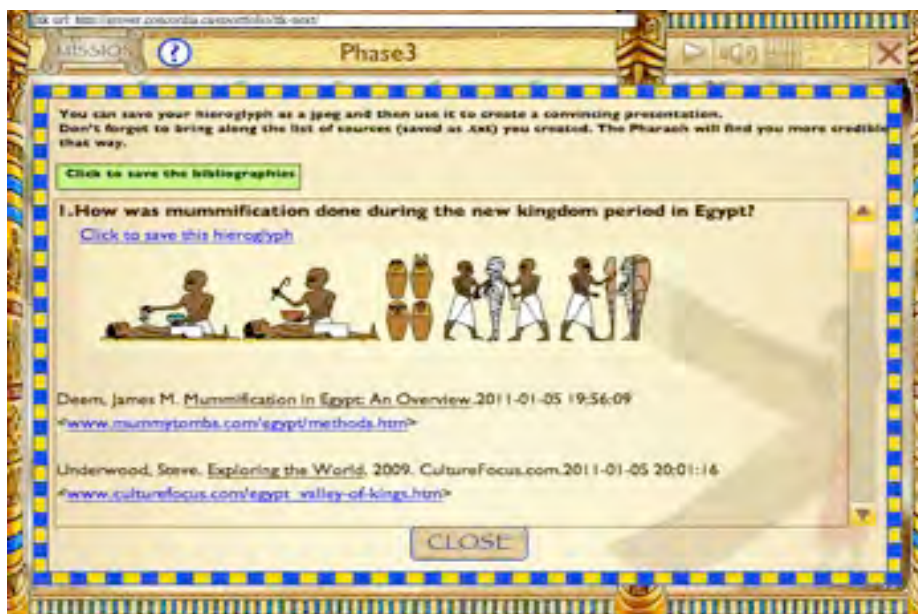 MISSION
?
Phase3
You can save your hieroglyph as a jpeg and then use it to create a convincing presentation.
Don't forget to bring along the list of sources (saved as .txt) you created. The Pharaoh will find you more credible
that way.
Click to save the bibliographies
1.How was mummification done during the new kingdom period in Egypt?
Click to save this hieroglyph
Deem, James M. Mummification in Egypt: An Overview.2011-01-05 19:56:09
<www.mummytombs.com/egypt/methods.htm>
Underwood, Steve. Exploring the World. 2009. CultureFocus.com.2011-01-05 20:01:16
<www.culturefocus.com/egypt_valley-of-kings.htm>
CLOSE